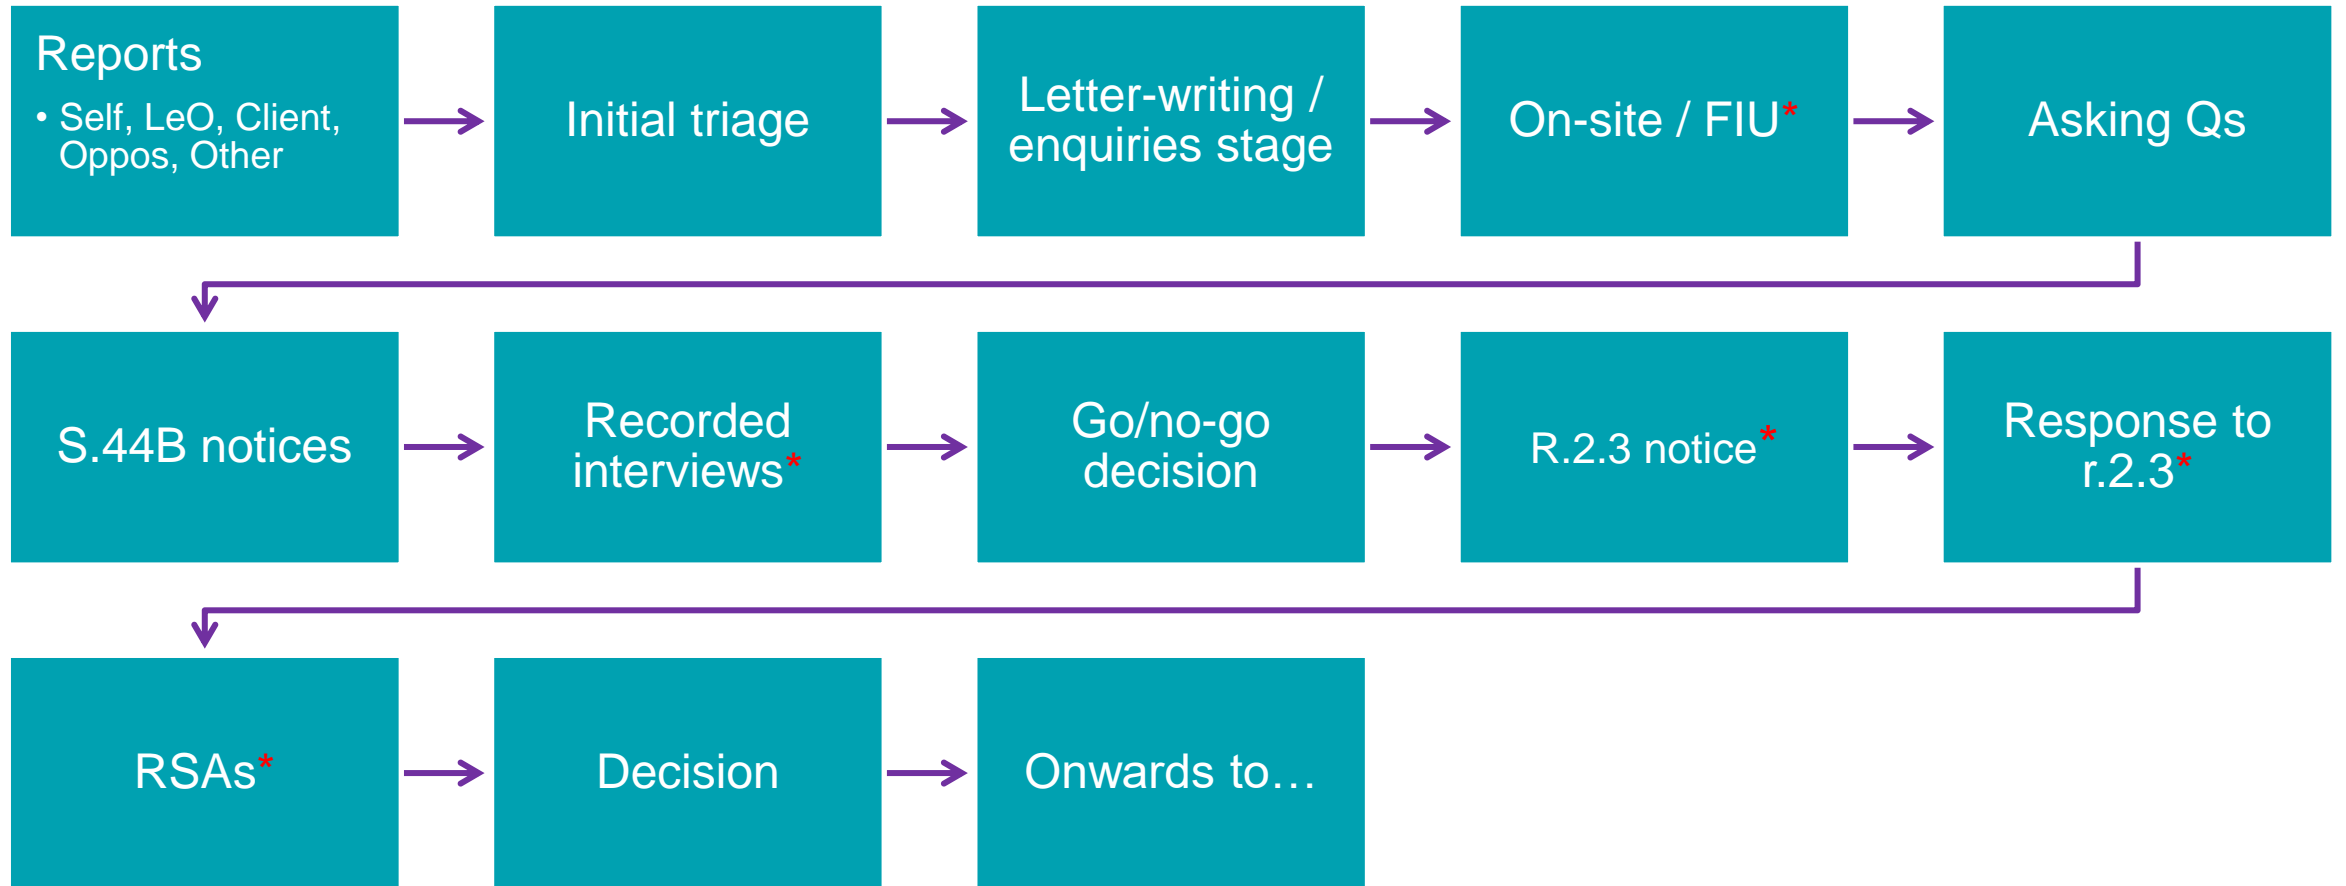 Reports
• Self, LeO, Client,
Oppos, Other
Initial triage
Letter-writing /
enquiries stage
On-site / FIU*
Asking Qs
S.44B notices
Recorded
interviews*
Go/no-go
decision
R.2.3 notice*
Response to
r.2.3*
RSAs*
Decision
Onwards to…